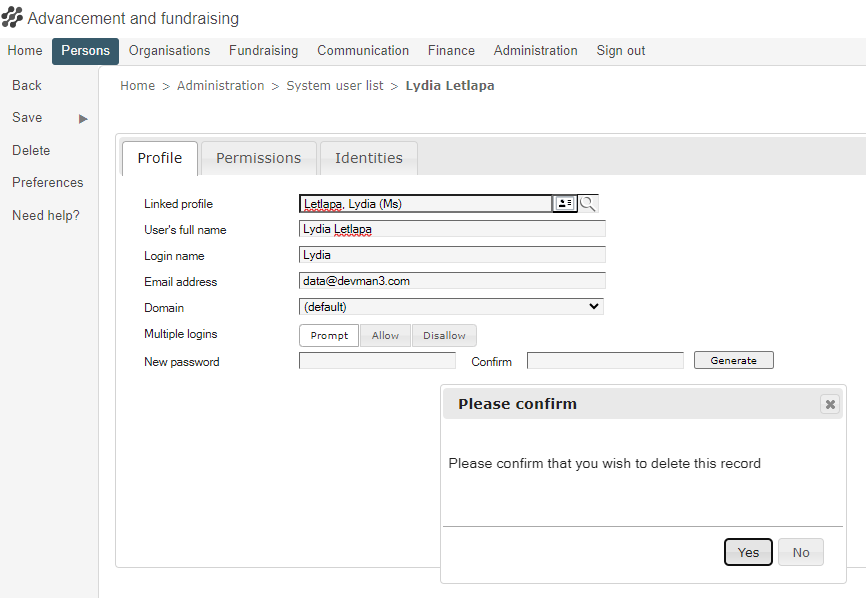 Advancement and fundraising
Home Persons Organisations Fundraising Communication Finance Administration Sign out
Back
Save
Delete
Preferences
Need help?
Home > Administration > System user list > Lydia Letlapa
Profile Permissions Identities
Linked profile Letlapa, Lydia (Ms)
User's full name Lydia Letlapa
Login name Lydia
Email address data@devman3.com
Domain (default)
Multiple logins Prompt Allow Disallow
New password Confirm Generate
Please confirm
Please confirm that you wish to delete this record
Yes No